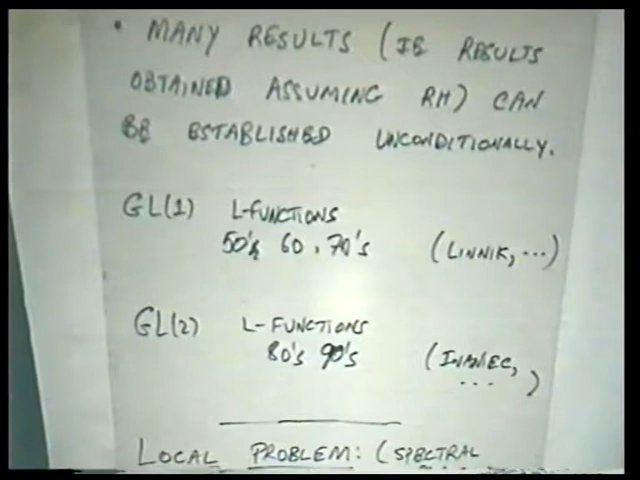 • MANY RESULTS (IE RESULTS
OBTAINED ASSUMING RH) CAN
BE ESTABLISHED UNCONDITIONALLY.
GL(1) L-FUNCTIONS
50's 60, 70's (LINNIK, ...)
GL(2) L-FUNCTIONS
80's 90's (IWANIEC,
... )
LOCAL PROBLEM: (SPECTRAL